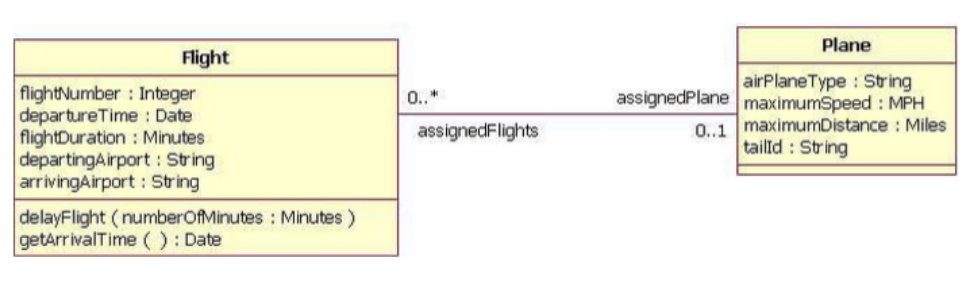 Flight
flightNumber : Integer
departureTime : Date
flightDuration : Minutes
departingAirport : String
arrivingAirport : String
delayFlight ( numberOfMinutes : Minutes )
getArrivalTime ( ) : Date
0..*
assignedPlane
assignedFlights
0..1
Plane
airPlaneType : String
maximumSpeed : MPH
maximumDistance : Miles
tailId : String